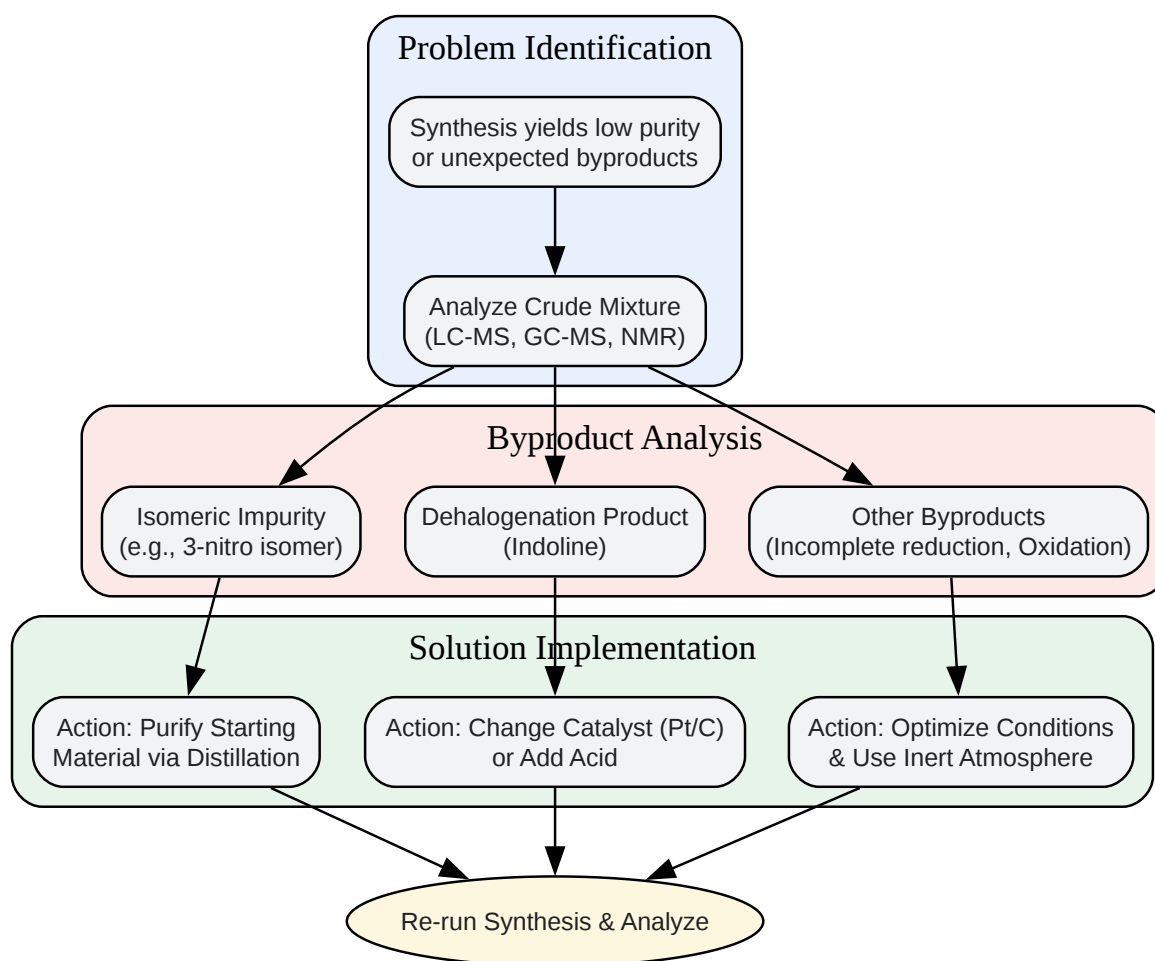 Problem Identification
Synthesis yields low purity
or unexpected byproducts
Analyze Crude Mixture
(LC-MS, GC-MS, NMR)
Byproduct Analysis
Isomeric Impurity
(e.g., 3-nitro isomer)
Dehalogenation Product
(Indoline)
Other Byproducts
(Incomplete reduction, Oxidation)
Solution Implementation
Action: Purify Starting
Material via Distillation
Action: Change Catalyst (Pt/C)
or Add Acid
Action: Optimize Conditions
& Use Inert Atmosphere
Re-run Synthesis & Analyze